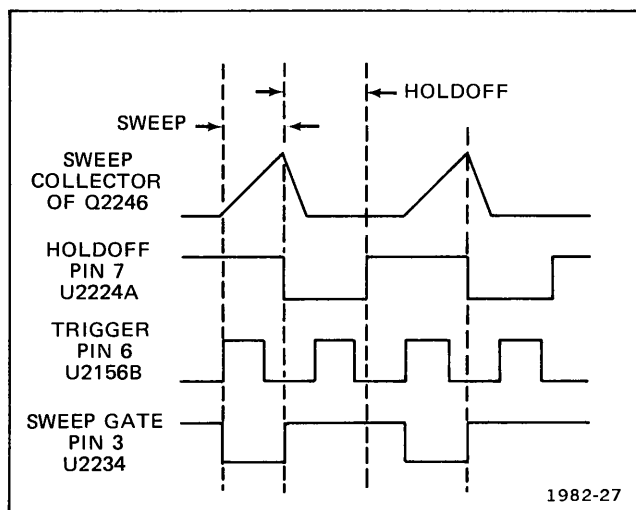 HOLDOFF
SWEEP
SWEEP
COLLECTOR
OF Q2246
HOLDOFF
PIN 7
U2224A
TRIGGER
PIN 6
U2156B
SWEEP GATE
PIN 3
U2234
1982-27